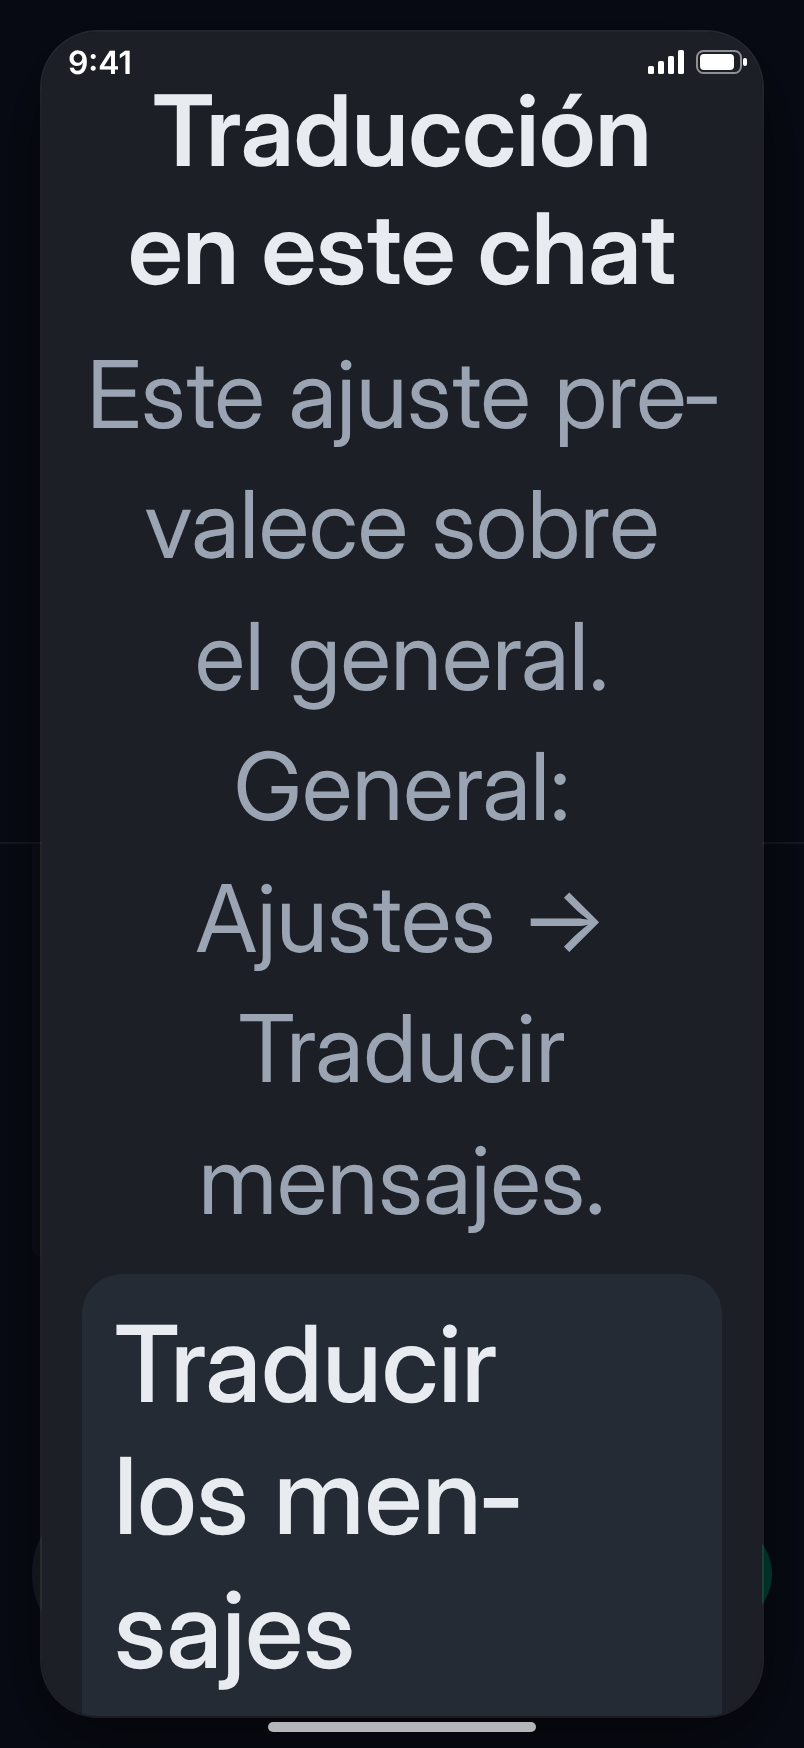 9:41
Traducción
en este chat
Este ajuste pre-
valece sobre
el general.
General:
Ajustes →
Traducir
mensajes.
Traducir
los men-
sajes